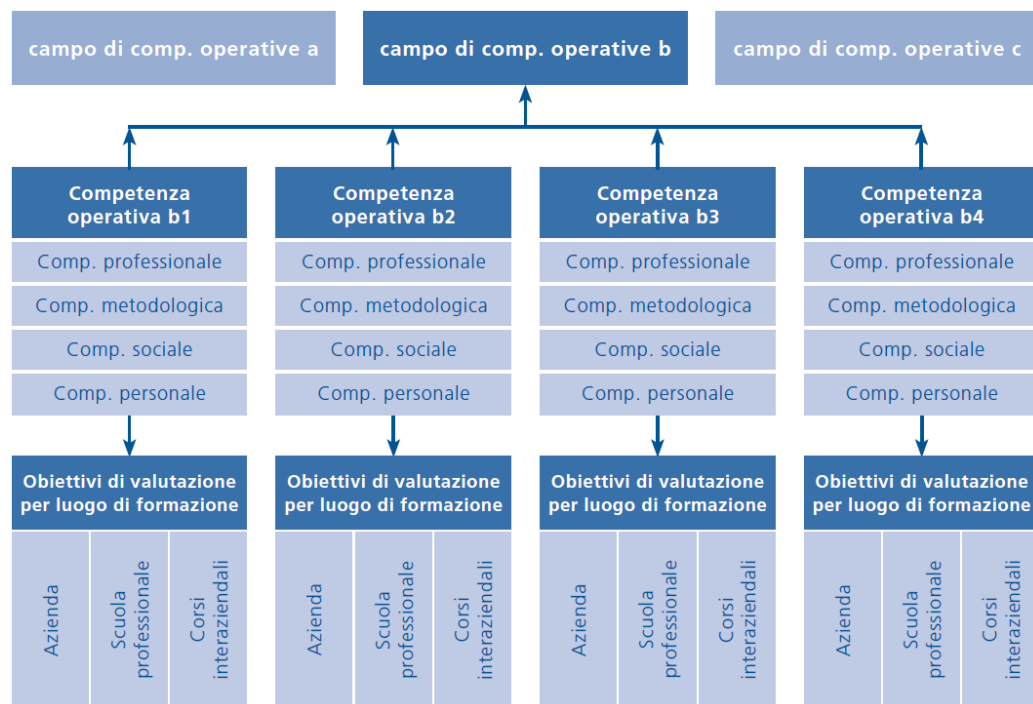 campo di comp. operative a
campo di comp. operative b
campo di comp. operative c
Competenza
operativa b1
Competenza
operativa b2
Competenza
operativa b3
Competenza
operativa b4
Comp. professionale
Comp. professionale
Comp. professionale
Comp. professionale
Comp. metodologica
Comp. metodologica
Comp. metodologica
Comp. metodologica
Comp. sociale
Comp. sociale
Comp. sociale
Comp. sociale
Comp. personale
Comp. personale
Comp. personale
Comp. personale
Obiettivi di valutazione
per luogo di formazione
Obiettivi di valutazione
per luogo di formazione
Obiettivi di valutazione
per luogo di formazione
Obiettivi di valutazione
per luogo di formazione
Azienda
Scuola
professionale
Corsi
interaziendali
Azienda
Scuola
professionale
Corsi
interaziendali
Azienda
Scuola
professionale
Corsi
interaziendali
Azienda
Scuola
professionale
Corsi
interaziendali